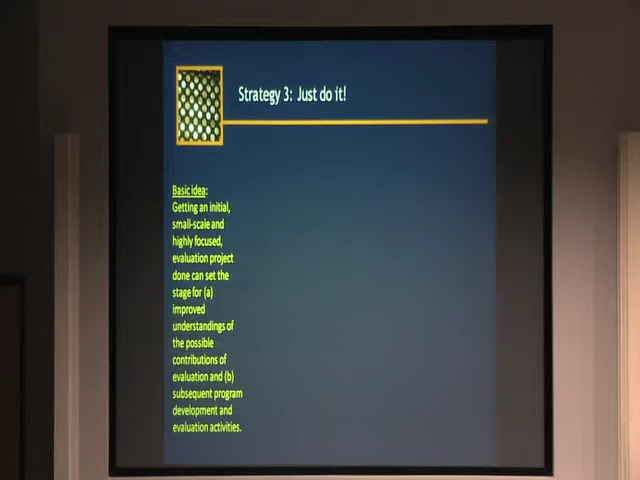 Strategy 3: Just do it!
Basic idea:
Getting an initial,
small-scale and
highly focused,
evaluation project
done can set the
stage for (a)
improved
understandings of
the possible
contributions of
evaluation and (b)
subsequent program
development and
evaluation activities.